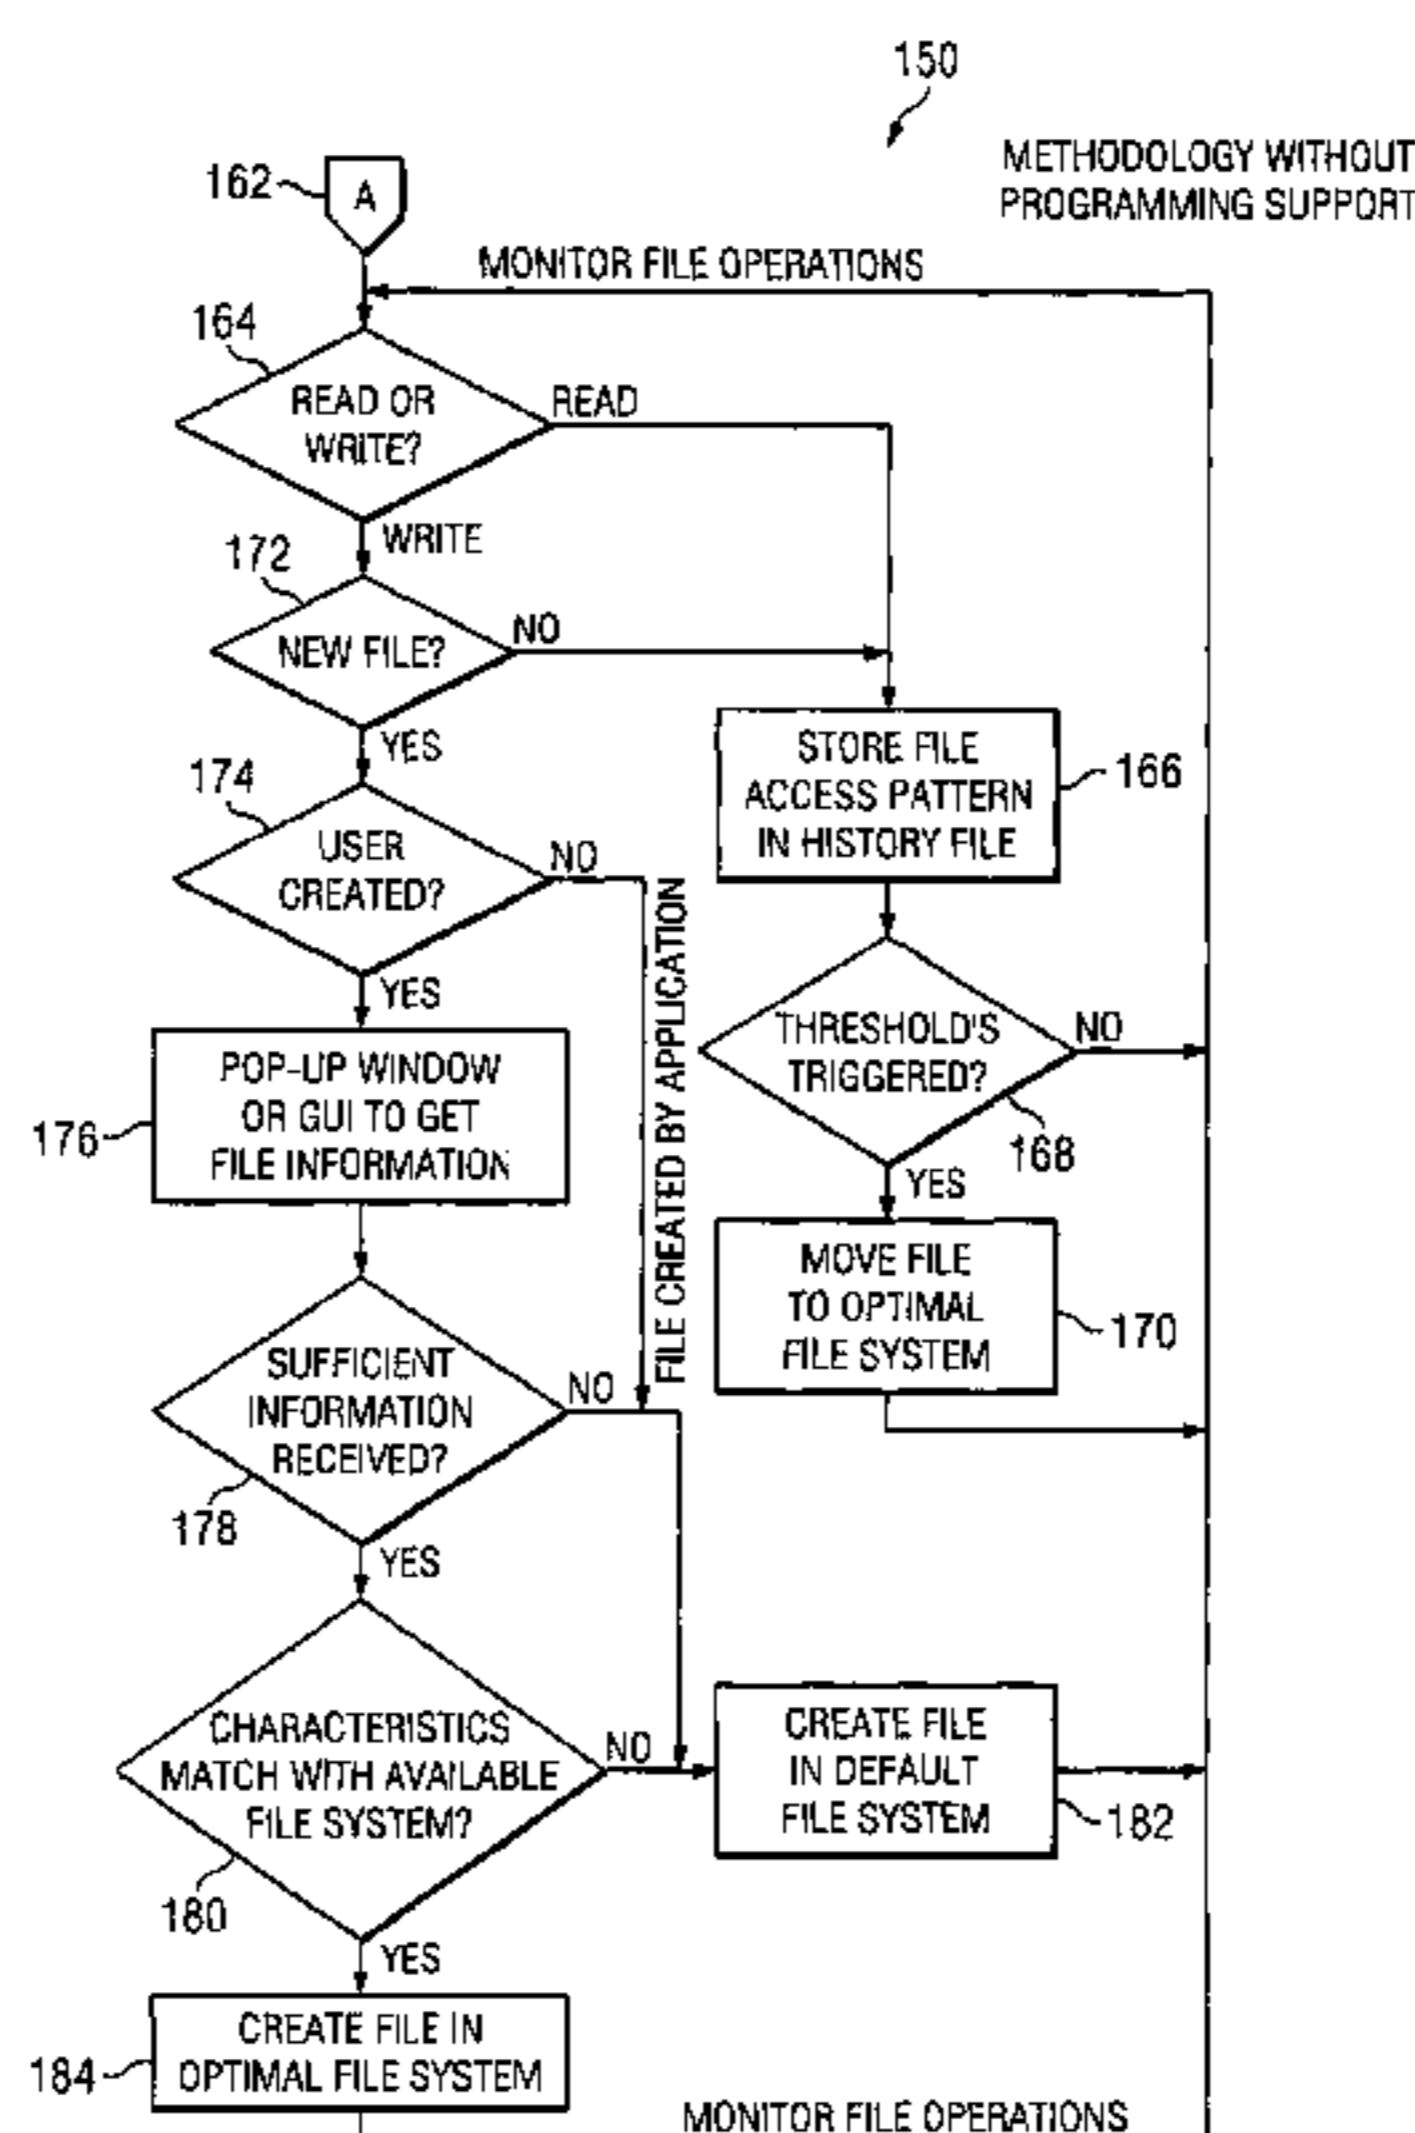 150
METHODOLOGY WITHOUT
PROGRAMMING SUPPORT
162
A
MONITOR FILE OPERATIONS
164
READ OR
WRITE?
READ
WRITE
172
NEW FILE?
NO
YES
174
USER
CREATED?
NO
YES
FILE CREATED BY APPLICATION
STORE FILE
ACCESS PATTERN
IN HISTORY FILE
166
THRESHOLD'S
TRIGGERED?
NO
168
YES
176
POP-UP WINDOW
OR GUI TO GET
FILE INFORMATION
MOVE FILE
TO OPTIMAL
FILE SYSTEM
170
SUFFICIENT
INFORMATION
RECEIVED?
NO
178
YES
CHARACTERISTICS
MATCH WITH AVAILABLE
FILE SYSTEM?
NO
180
YES
CREATE FILE
IN DEFAULT
FILE SYSTEM
182
184
CREATE FILE IN
OPTIMAL FILE SYSTEM
MONITOR FILE OPERATIONS